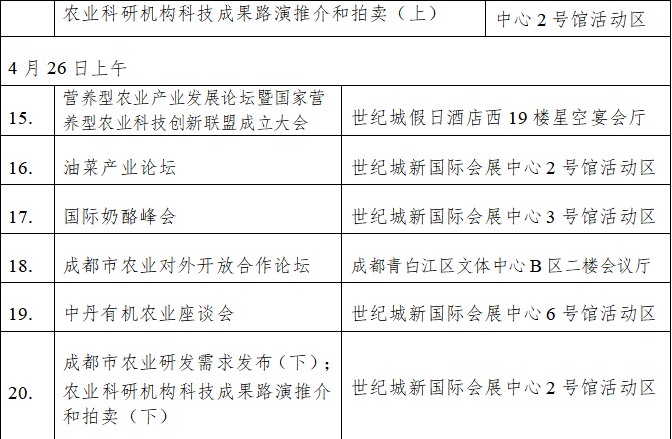 农业科研机构科技成果路演推介和拍卖（上）
中心 2 号馆活动区
4 月 26 日上午
15.
营养型农业产业发展论坛暨国家营
养型农业科技创新联盟成立大会
世纪城假日酒店西 19 楼星空宴会厅
16.
油菜产业论坛
世纪城新国际会展中心 2 号馆活动区
17.
国际奶酪峰会
世纪城新国际会展中心 3 号馆活动区
18.
成都市农业对外开放合作论坛
成都青白江区文体中心 B 区二楼会议厅
19.
中丹有机农业座谈会
世纪城新国际会展中心 6 号馆活动区
20.
成都市农业研发需求发布（下）；
农业科研机构科技成果路演推介
和拍卖（下）
世纪城新国际会展中心 2 号馆活动区